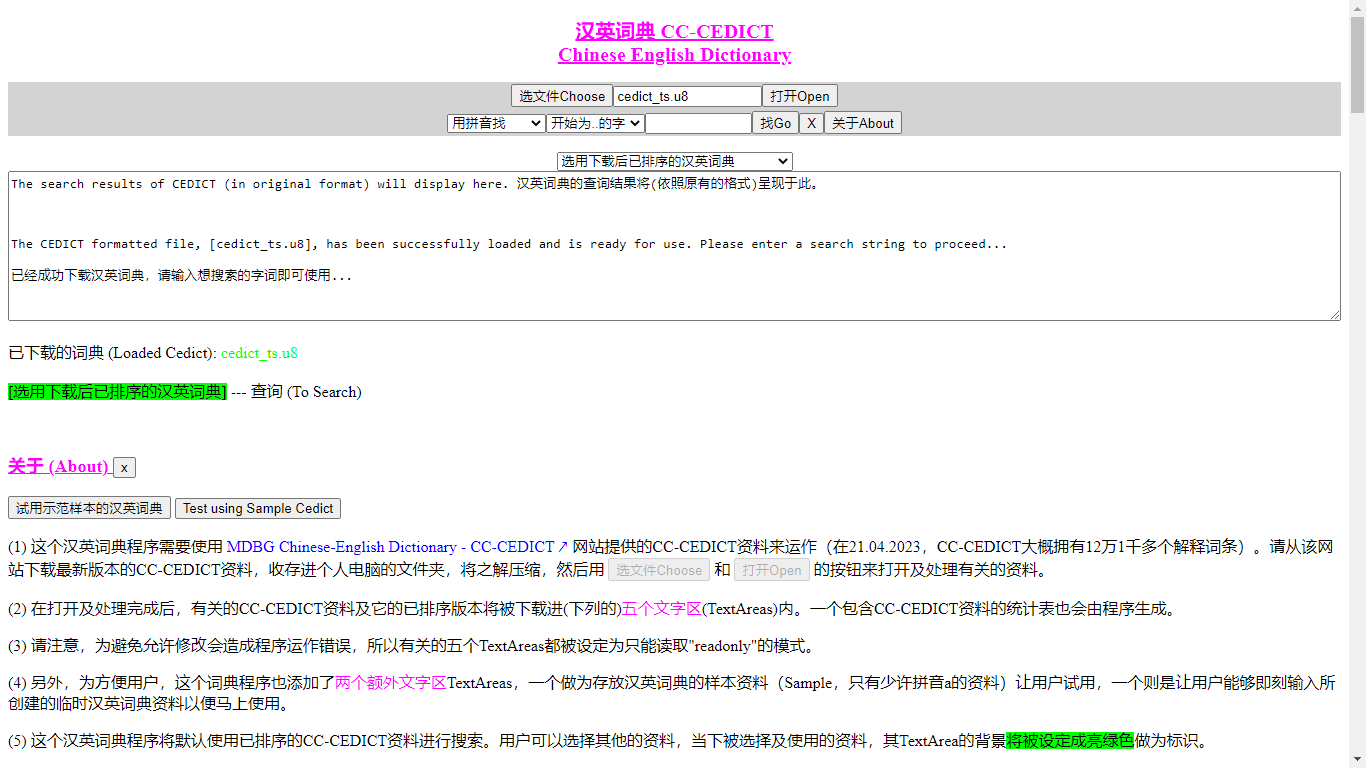 汉英词典 CC-CEDICT
Chinese English Dictionary
选文件Choose cedict_ts.u8 打开Open
用拼音找 开始为..的字 找Go X 关于About
选用下载后已排序的汉英词典
The search results of CEDICT (in original format) will display here. 汉英词典的查询结果将(依照原有的格式)呈现于此。
The CEDICT formatted file, [cedict_ts.u8], has been successfully loaded and is ready for use. Please enter a search string to proceed...
已经成功下载汉英词典，请输入想搜索的字词即可使用...
已下载的词典 (Loaded Cedict): cedict_ts.u8
[选用下载后已排序的汉英词典] --- 查询 (To Search)
关于 (About) x
试用示范样本的汉英词典 Test using Sample Cedict
(1) 这个汉英词典程序需要使用 MDBG Chinese-English Dictionary - CC-CEDICT↗ 网站提供的CC-CEDICT资料来运作（在21.04.2023，CC-CEDICT大概拥有12万1千多个解释词条）。请从该网
站下载最新版本的CC-CEDICT资料，收存进个人电脑的文件夹，将之解压缩，然后用 选文件Choose 和 打开Open 的按钮来打开及处理有关的资料。
(2) 在打开及处理完成后，有关的CC-CEDICT资料及它的已排序版本将被下载进(下列的)五个文字区(TextAreas)内。一个包含CC-CEDICT资料的统计表也会由程序生成。
(3) 请注意，为避免允许修改会造成程序运作错误，所以有关的五个TextAreas都被设定为只能读取"readonly"的模式。
(4) 另外，为方便用户，这个词典程序也添加了两个额外文字区TextAreas，一个做为存放汉英词典的样本资料（Sample，只有少许拼音a的资料）让用户试用，一个则是让用户能够即刻输入所
创建的临时汉英词典资料以便马上使用。
(5) 这个汉英词典程序将默认使用已排序的CC-CEDICT资料进行搜索。用户可以选择其他的资料，当下被选择及使用的资料，其TextArea的背景将被设定成亮绿色做为标识。